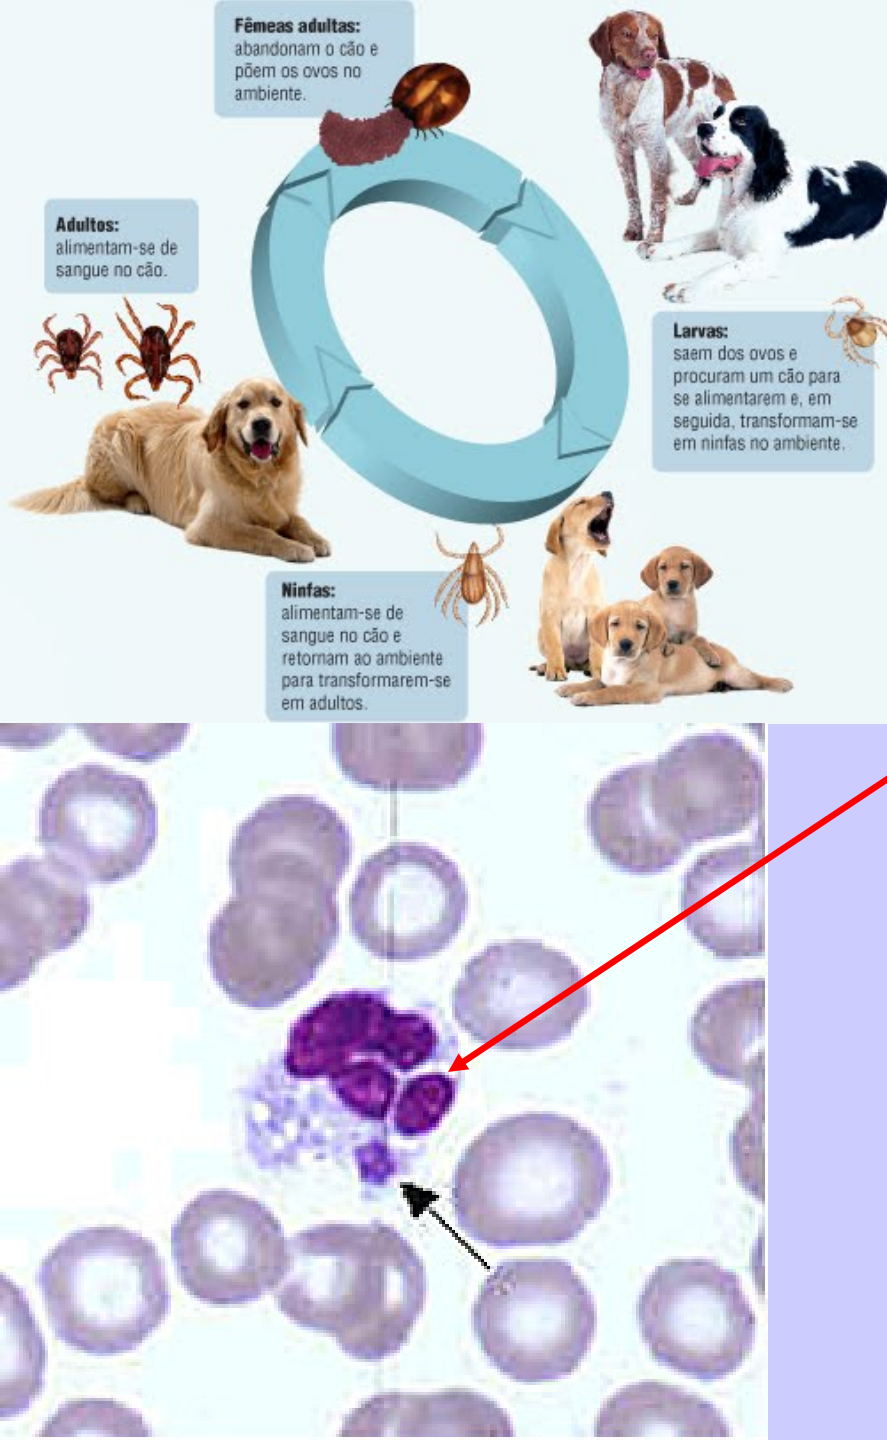 Fêmeas adultas:
abandonam o cão e
põem os ovos no
ambiente.
Adultos:
alimentam-se de
sangue no cão.
Larvas:
saem dos ovos e
procuram um cão para
se alimentarem e, em
seguida, transformam-se
em ninfas no ambiente.
Ninfas:
alimentam-se de
sangue no cão e
retornam ao ambiente
para transformarem-se
em adultos.